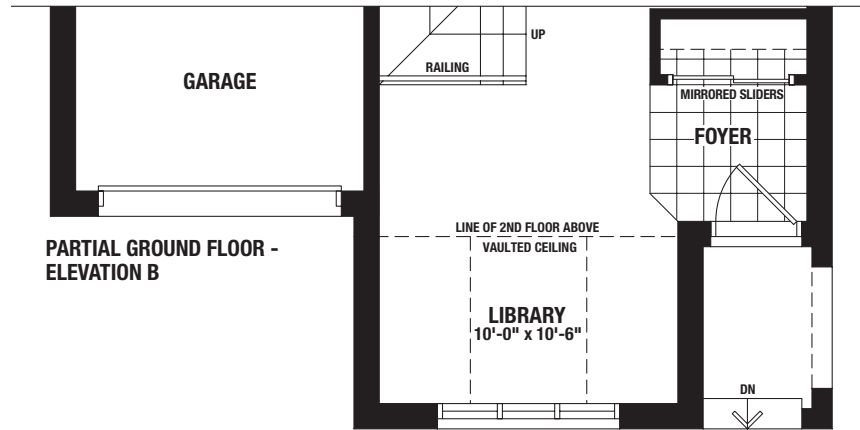 UP
RAILING
GARAGE
MIRRORED SLIDERS
FOYER
LINE OF 2ND FLOOR ABOVE
VAULTED CEILING
PARTIAL GROUND FLOOR -
ELEVATION B
LIBRARY
10'-0" x 10'-6"
DN